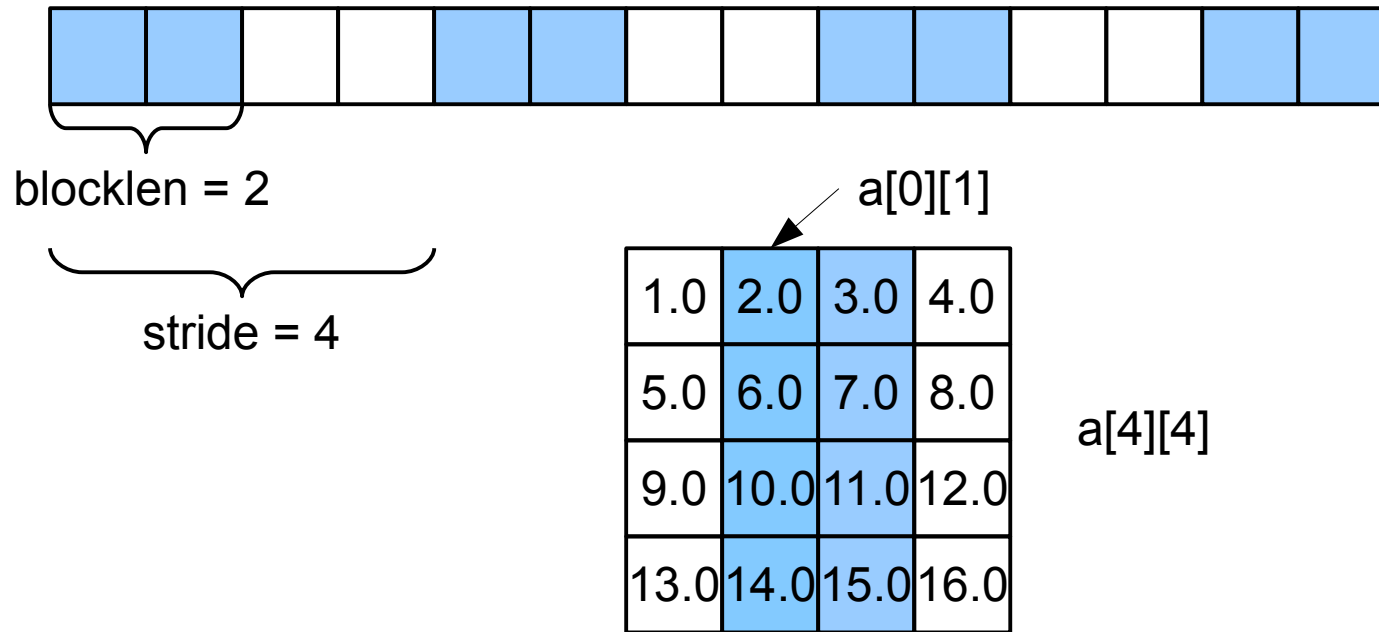 blocklen = 2
a[0][1]
stride = 4
1.0 2.0 3.0 4.0
5.0 6.0 7.0 8.0
a[4][4]
9.0 10.0 11.0 12.0
13.0 14.0 15.0 16.0